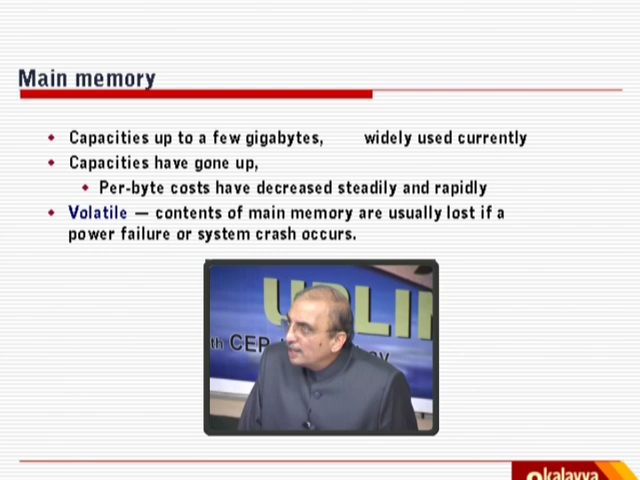 Main memory
Capacities up to a few gigabytes, widely used currently
Capacities have gone up,
Per-byte costs have decreased steadily and rapidly
Volatile — contents of main memory are usually lost if a
power failure or system crash occurs.
th CEP